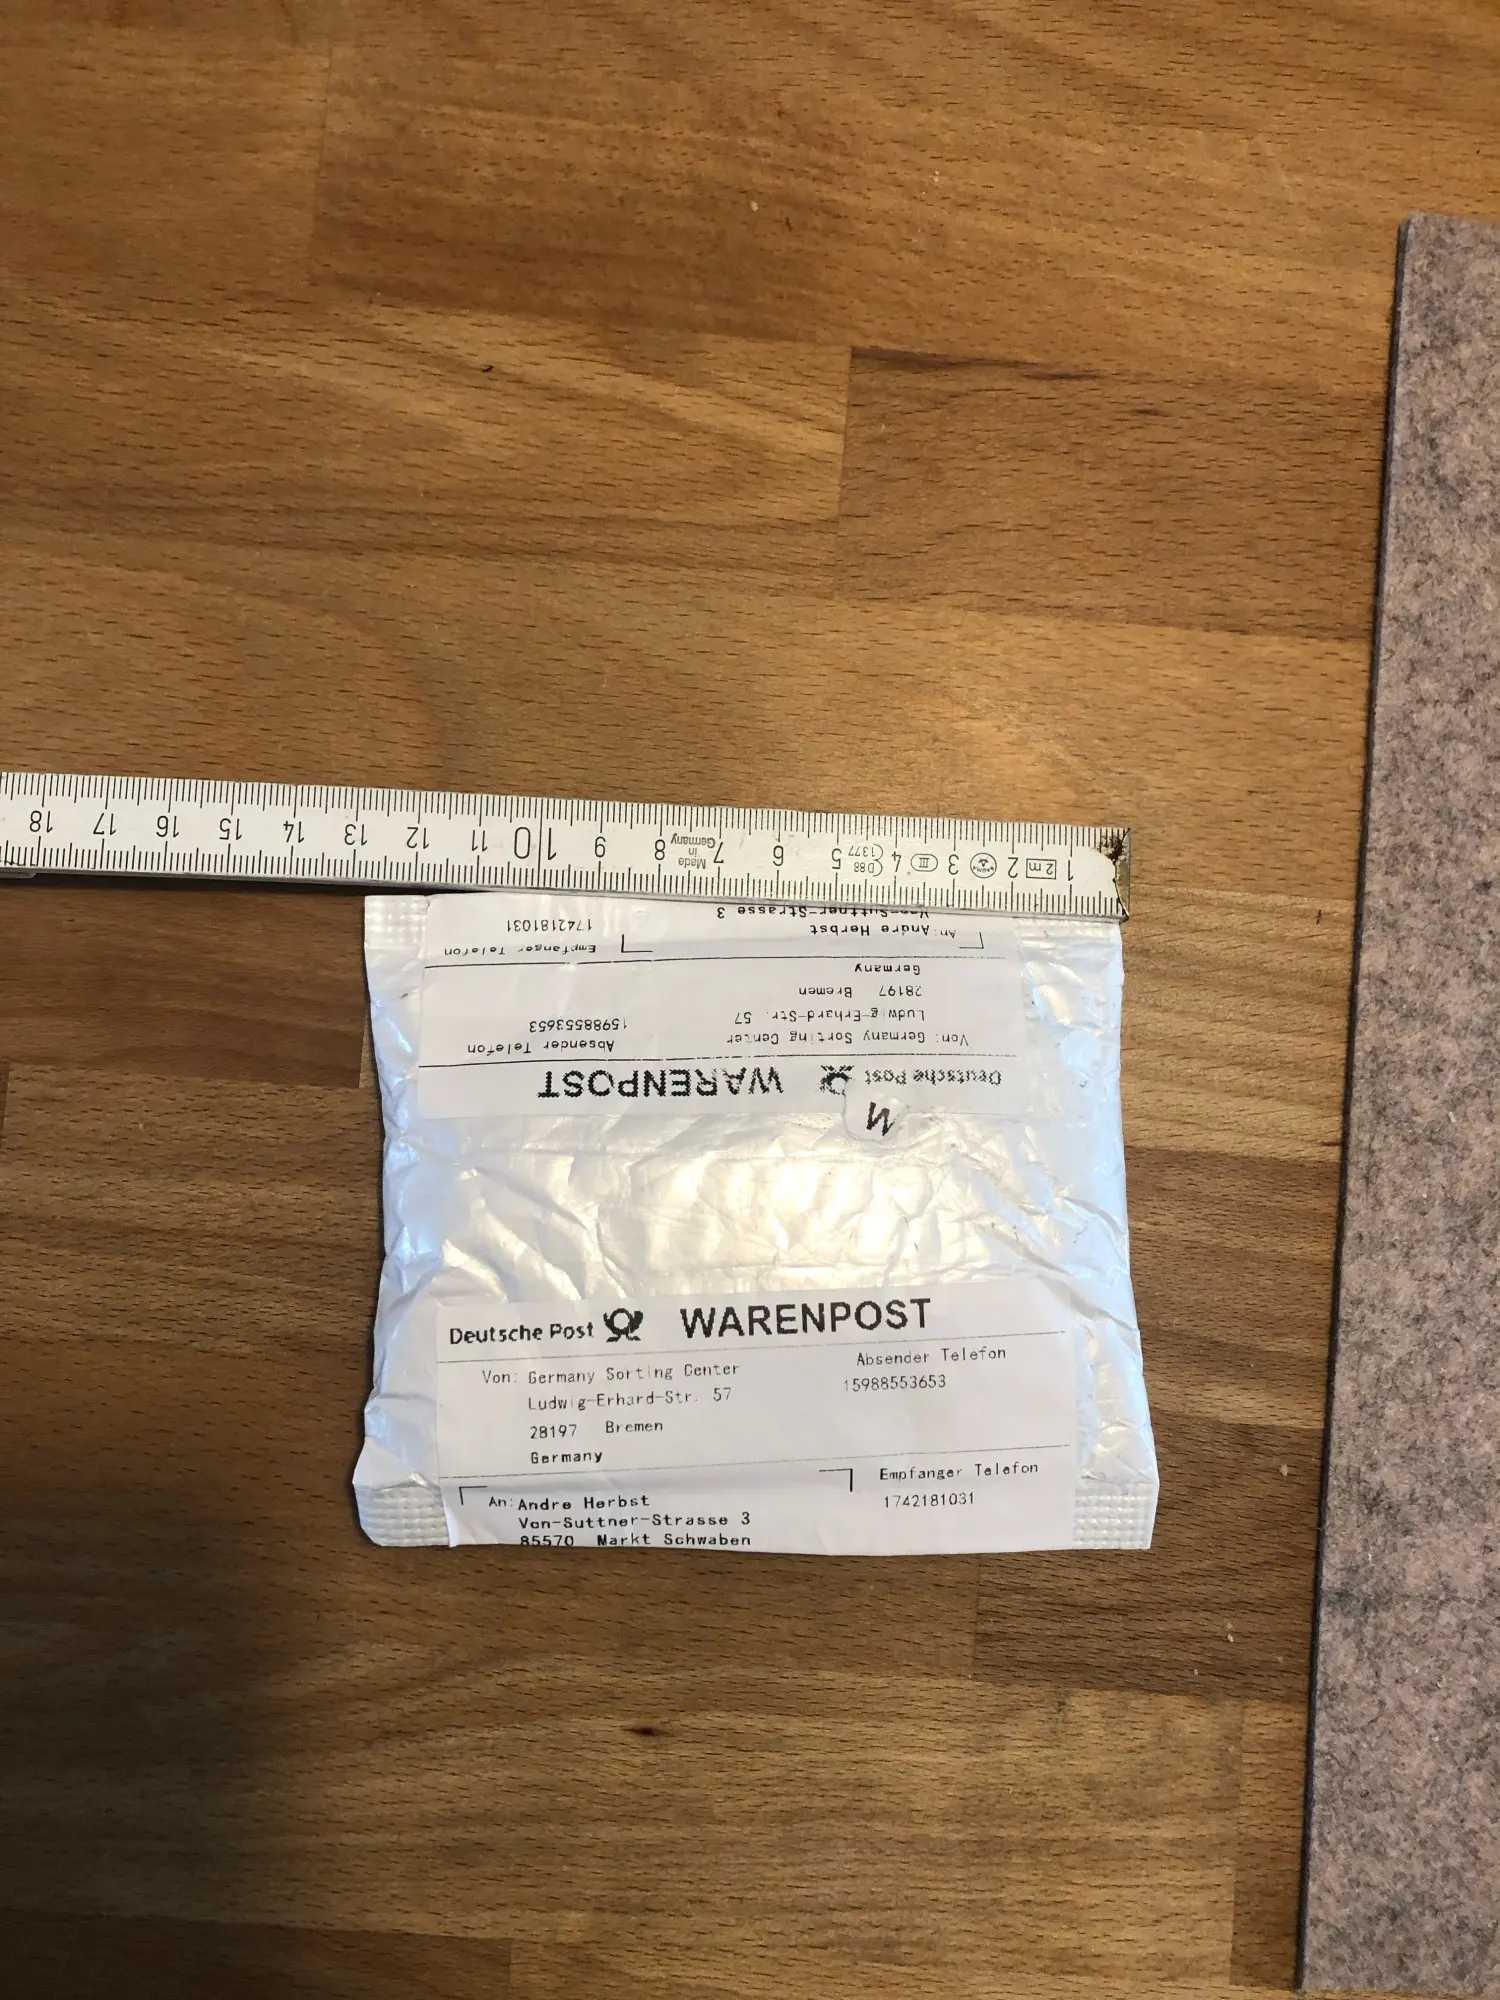 18 17 16 15 14 13 12 11 10 9 8 7 6 5 4 3 2 1
Made in Germany
D88
1377
III
2 m
Von-Suttner-Strasse 3
An: Andre Herbst
1742181031
Empfanger Telefon
Germany
28197 Bremen
Ludwig-Erhard-Str. 57
15988553653
Von: Germany Sorting Center
Absender Telefon
Deutsche Post WARENPOST
M
Deutsche Post WARENPOST
Von: Germany Sorting Center
Absender Telefon
Ludwig-Erhard-Str. 57
15988553653
28197 Bremen
Germany
Empfanger Telefon
An: Andre Herbst
1742181031
Von-Suttner-Strasse 3
85570 Markt Schwaben